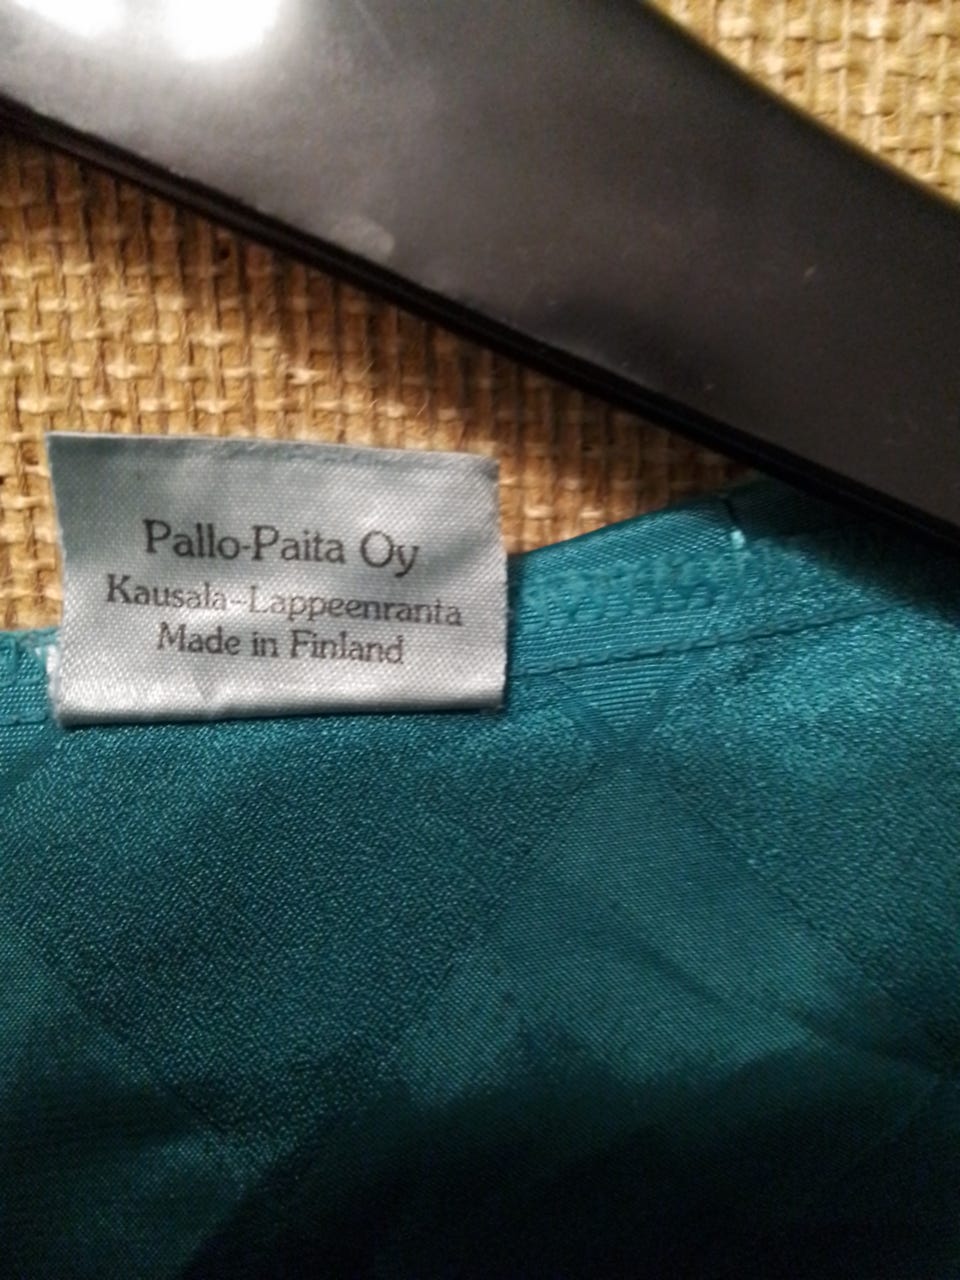 Pallo-Paita Oy
Kausala-Lappeenranta
Made in Finland